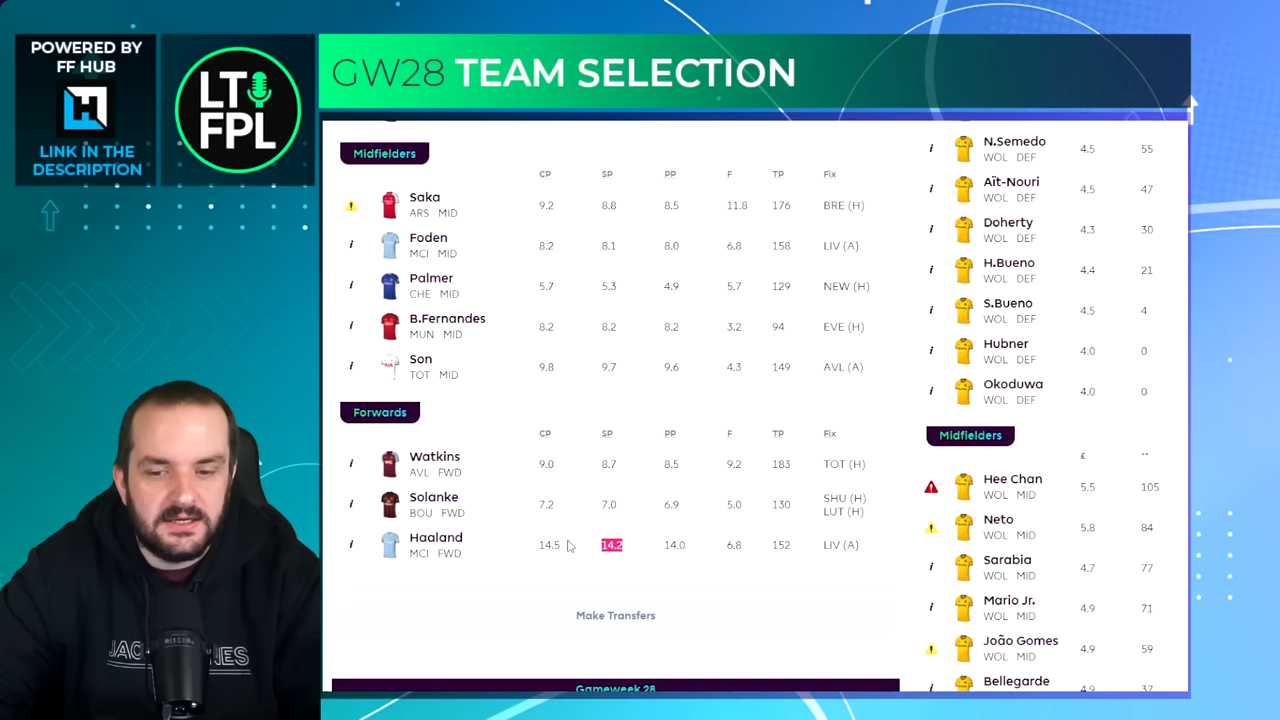 POWERED BY
FF HUB
LINK IN THE
DESCRIPTION
LT
FPL
GW28 TEAM SELECTION
Midfielders
CP SP PP F TP Fix
Saka
ARS MID
9.2 8.8 8.5 11.8 176 BRE (H)
Foden
MCI MID
8.2 8.1 8.0 6.8 158 LIV (A)
Palmer
CHE MID
5.7 5.3 4.9 5.7 129 NEW (H)
B.Fernandes
MUN MID
8.2 8.2 8.2 3.2 94 EVE (H)
Son
TOT MID
9.8 9.7 9.6 4.3 149 AVL (A)
Forwards
CP SP PP F TP Fix
Watkins
AVL FWD
9.0 8.7 8.5 9.2 183 TOT (H)
Solanke
BOU FWD
7.2 7.0 6.9 5.0 130 SHU (H)
LUT (H)
Haaland
MCI FWD
14.5 14.2 14.0 6.8 152 LIV (A)
Make Transfers
Gameweek 28
N.Semedo
WOL DEF
4.5 55
Aït-Nouri
WOL DEF
4.5 47
Doherty
WOL DEF
4.3 30
H.Bueno
WOL DEF
4.4 21
S.Bueno
WOL DEF
4.5 4
Hubner
WOL DEF
4.0 0
Okoduwa
WOL DEF
4.0 0
Midfielders
£ **
Hee Chan
WOL MID
5.5 105
Neto
WOL MID
5.8 84
Sarabia
WOL MID
4.7 77
Mario Jr.
WOL MID
4.9 71
João Gomes
WOL MID
4.9 59
Bellegarde
4.9 37